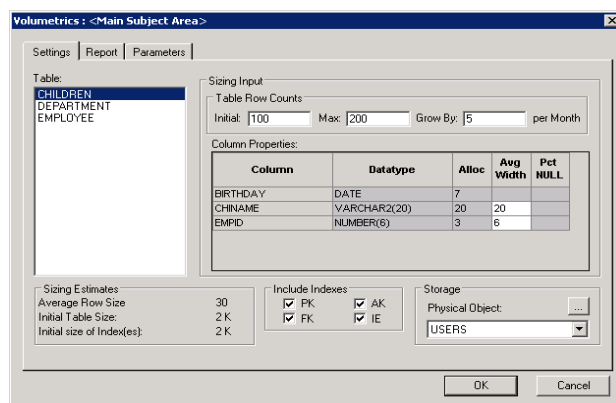 Volumetrics : <Main Subject Area>
Settings Report Parameters
Table:
CHILDREN
DEPARTMENT
EMPLOYEE
Sizing Input
Table Row Counts
Initial: 100 Max: 200 Grow By: 5 per Month
Column Properties:
Column Datatype Alloc Avg Width Pct NULL
BIRTHDAY DATE 7
CHINAME VARCHAR2(20) 20 20
EMPID NUMBER(6) 3 6
Sizing Estimates
Average Row Size 30
Initial Table Size: 2 K
Initial size of Index(es): 2 K
Include Indexes
PK AK
FK IE
Storage
Physical Object: ...
USERS
OK Cancel